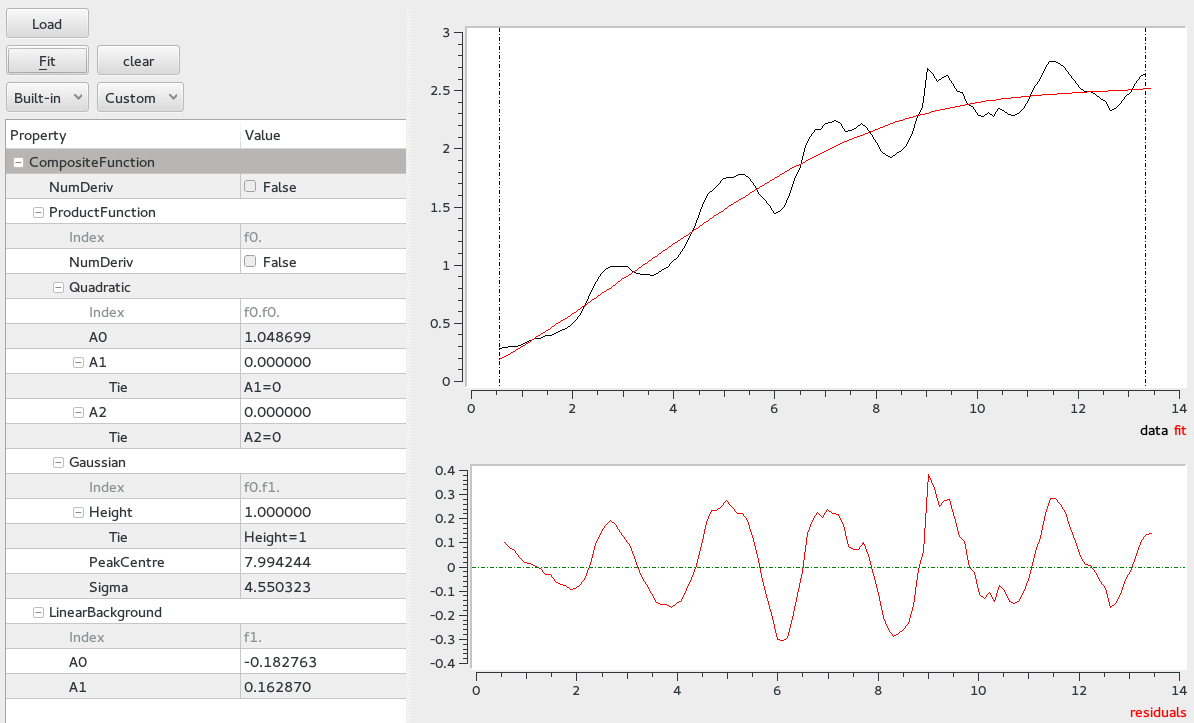 Load
Fit clear
Built-in Custom
Property Value
CompositeFunction
NumDeriv False
ProductFunction
Index f0.
NumDeriv False
Quadratic
Index f0.f0.
A0 1.048699
A1 0.000000
Tie A1=0
A2 0.000000
Tie A2=0
Gaussian
Index f0.f1.
Height 1.000000
Tie Height=1
PeakCentre 7.994244
Sigma 4.550323
LinearBackground
Index f1.
A0 -0.182763
A1 0.162870
3
2.5
2
1.5
1
0.5
0
0 2 4 6 8 10 12 14
data fit
0.4
0.3
0.2
0.1
0
-0.1
-0.2
-0.3
-0.4
0 2 4 6 8 10 12 14
residuals